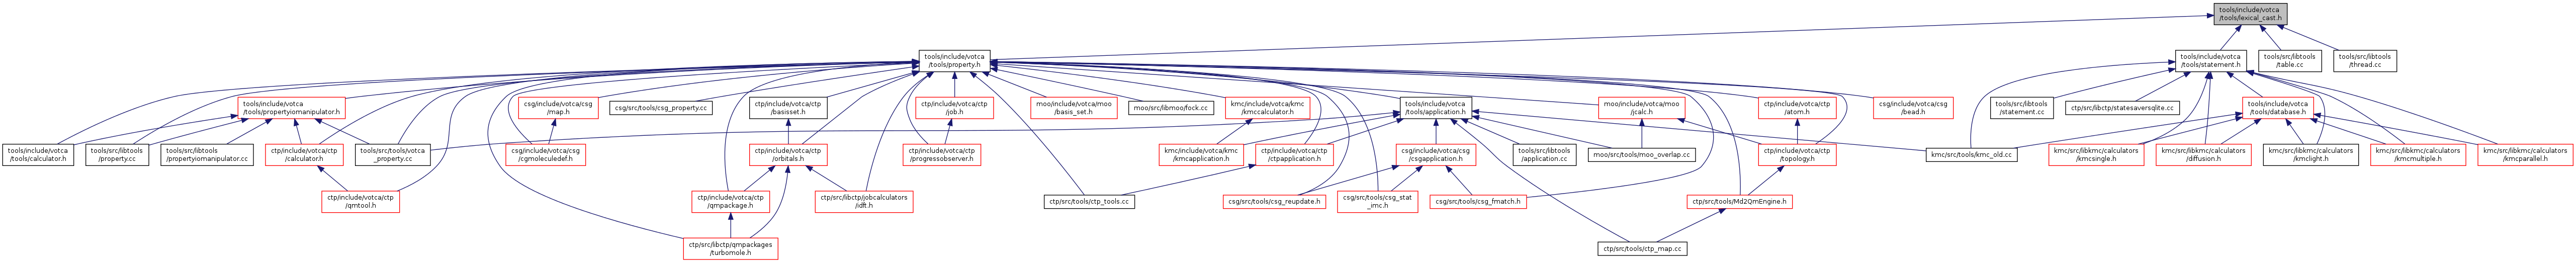 tools/include/votca
/tools/lexical_cast.h
tools/include/votca
/tools/property.h
tools/include/votca
/tools/statement.h
tools/src/libtools
/table.cc
tools/src/libtools
/thread.cc
tools/include/votca
/tools/propertyiomanipulator.h
csg/include/votca/csg
/map.h
csg/src/tools/csg_property.cc
ctp/include/votca/ctp
/basisset.h
ctp/include/votca/ctp
/job.h
moo/include/votca/moo
/basis_set.h
moo/src/libmoo/fock.cc
kmc/include/votca/kmc
/kmccalculator.h
tools/include/votca
/tools/application.h
moo/include/votca/moo
/jcalc.h
ctp/include/votca/ctp
/atom.h
csg/include/votca/csg
/bead.h
tools/src/libtools
/statement.cc
ctp/src/libctp/statesaversqlite.cc
tools/include/votca
/tools/database.h
tools/include/votca
/tools/calculator.h
tools/src/libtools
/property.cc
tools/src/libtools
/propertyiomanipulator.cc
ctp/include/votca/ctp
/calculator.h
tools/src/tools/votca
_property.cc
csg/include/votca/csg
/cgmoleculedef.h
ctp/include/votca/ctp
/orbitals.h
ctp/include/votca/ctp
/progressobserver.h
kmc/include/votca/kmc
/kmcapplication.h
ctp/include/votca/ctp
/ctpapplication.h
csg/include/votca/csg
/csgapplication.h
tools/src/libtools
/application.cc
moo/src/tools/moo_overlap.cc
ctp/include/votca/ctp
/topology.h
kmc/src/tools/kmc_old.cc
kmc/src/libkmc/calculators
/kmcsingle.h
kmc/src/libkmc/calculators
/diffusion.h
kmc/src/libkmc/calculators
/kmclight.h
kmc/src/libkmc/calculators
/kmcmultiple.h
kmc/src/libkmc/calculators
/kmcparallel.h
ctp/include/votca/ctp
/qmtool.h
ctp/include/votca/ctp
/qmpackage.h
ctp/src/libctp/jobcalculators
/idft.h
ctp/src/tools/ctp_tools.cc
csg/src/tools/csg_reupdate.h
csg/src/tools/csg_stat
_imc.h
csg/src/tools/csg_fmatch.h
ctp/src/tools/Md2QmEngine.h
ctp/src/libctp/qmpackages
/turbomole.h
ctp/src/tools/ctp_map.cc